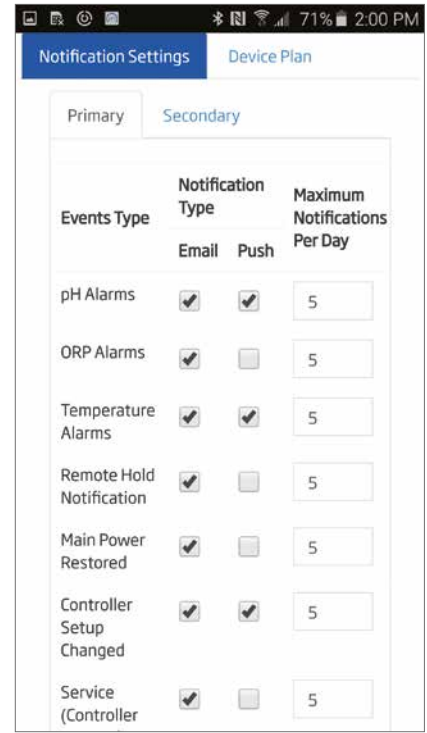 71% 2:00 PM
Notification Settings Device Plan
Primary Secondary
Events Type
Notification
Type
Email Push
Maximum
Notifications
Per Day
pH Alarms 5
ORP Alarms 5
Temperature
Alarms
5
Remote Hold
Notification
5
Main Power
Restored
5
Controller
Setup
Changed
5
Service
(Controller
5